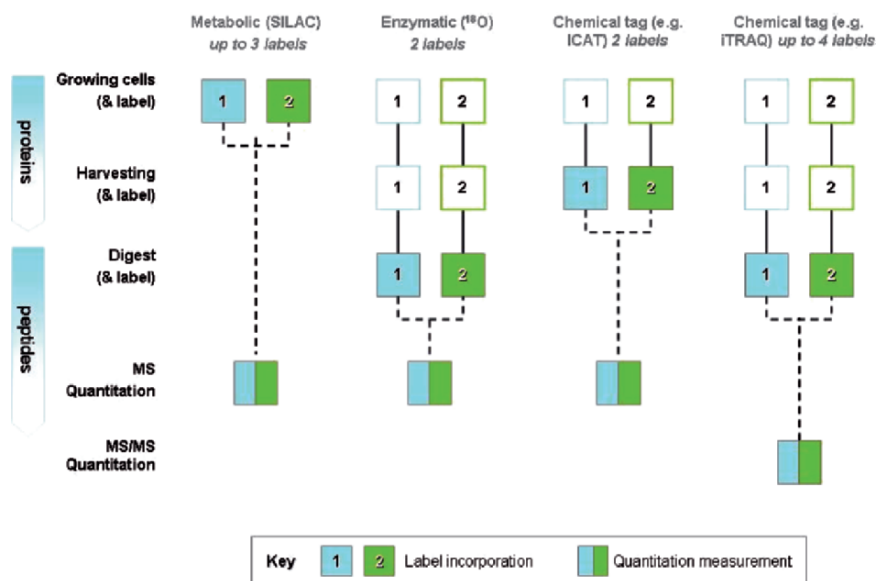 Metabolic (SILAC)
up to 3 labels
Enzymatic (¹⁸O)
2 labels
Chemical tag (e.g.
ICAT) 2 labels
Chemical tag (e.g.
iTRAQ) up to 4 labels
proteins
peptides
Growing cells
(& label)
1 2 1 2 1 2 1 2
Harvesting
(& label)
1 2 1 2 1 2
Digest
(& label)
1 2 1 2
MS
Quantitation
MS/MS
Quantitation
Key 1 2 Label incorporation Quantitation measurement